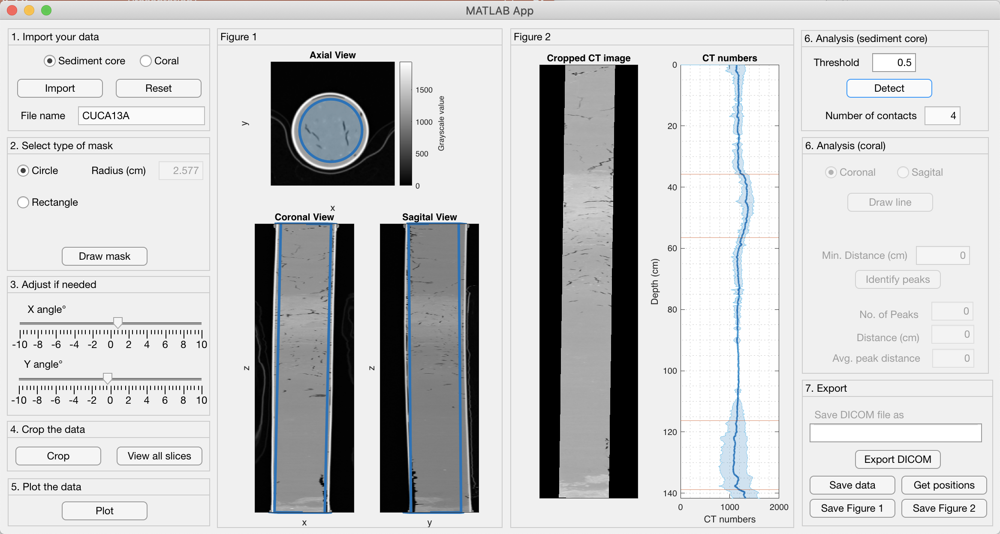 MATLAB App
1. Import your data
Sediment core
Coral
Import
Reset
File name
CUCA13A
2. Select type of mask
Circle
Radius (cm)
2.577
Rectangle
Draw mask
3. Adjust if needed
X angle°
-10 -8 -6 -4 -2 0 2 4 6 8 10
Y angle°
-10 -8 -6 -4 -2 0 2 4 6 8 10
4. Crop the data
Crop
View all slices
5. Plot the data
Plot
Figure 1
Axial View
y
1500
1000
500
0
Grayscale value
x
Coronal View
z
x
Sagital View
z
y
Figure 2
Cropped CT image
CT numbers
0
20
40
60
80
100
120
140
Depth (cm)
0 1000 2000
CT numbers
6. Analysis (sediment core)
Threshold
0.5
Detect
Number of contacts
4
6. Analysis (coral)
Coronal
Sagital
Draw line
Min. Distance (cm)
0
Identify peaks
No. of Peaks
0
Distance (cm)
0
Avg. peak distance
0
7. Export
Save DICOM file as
Export DICOM
Save data
Get positions
Save Figure 1
Save Figure 2